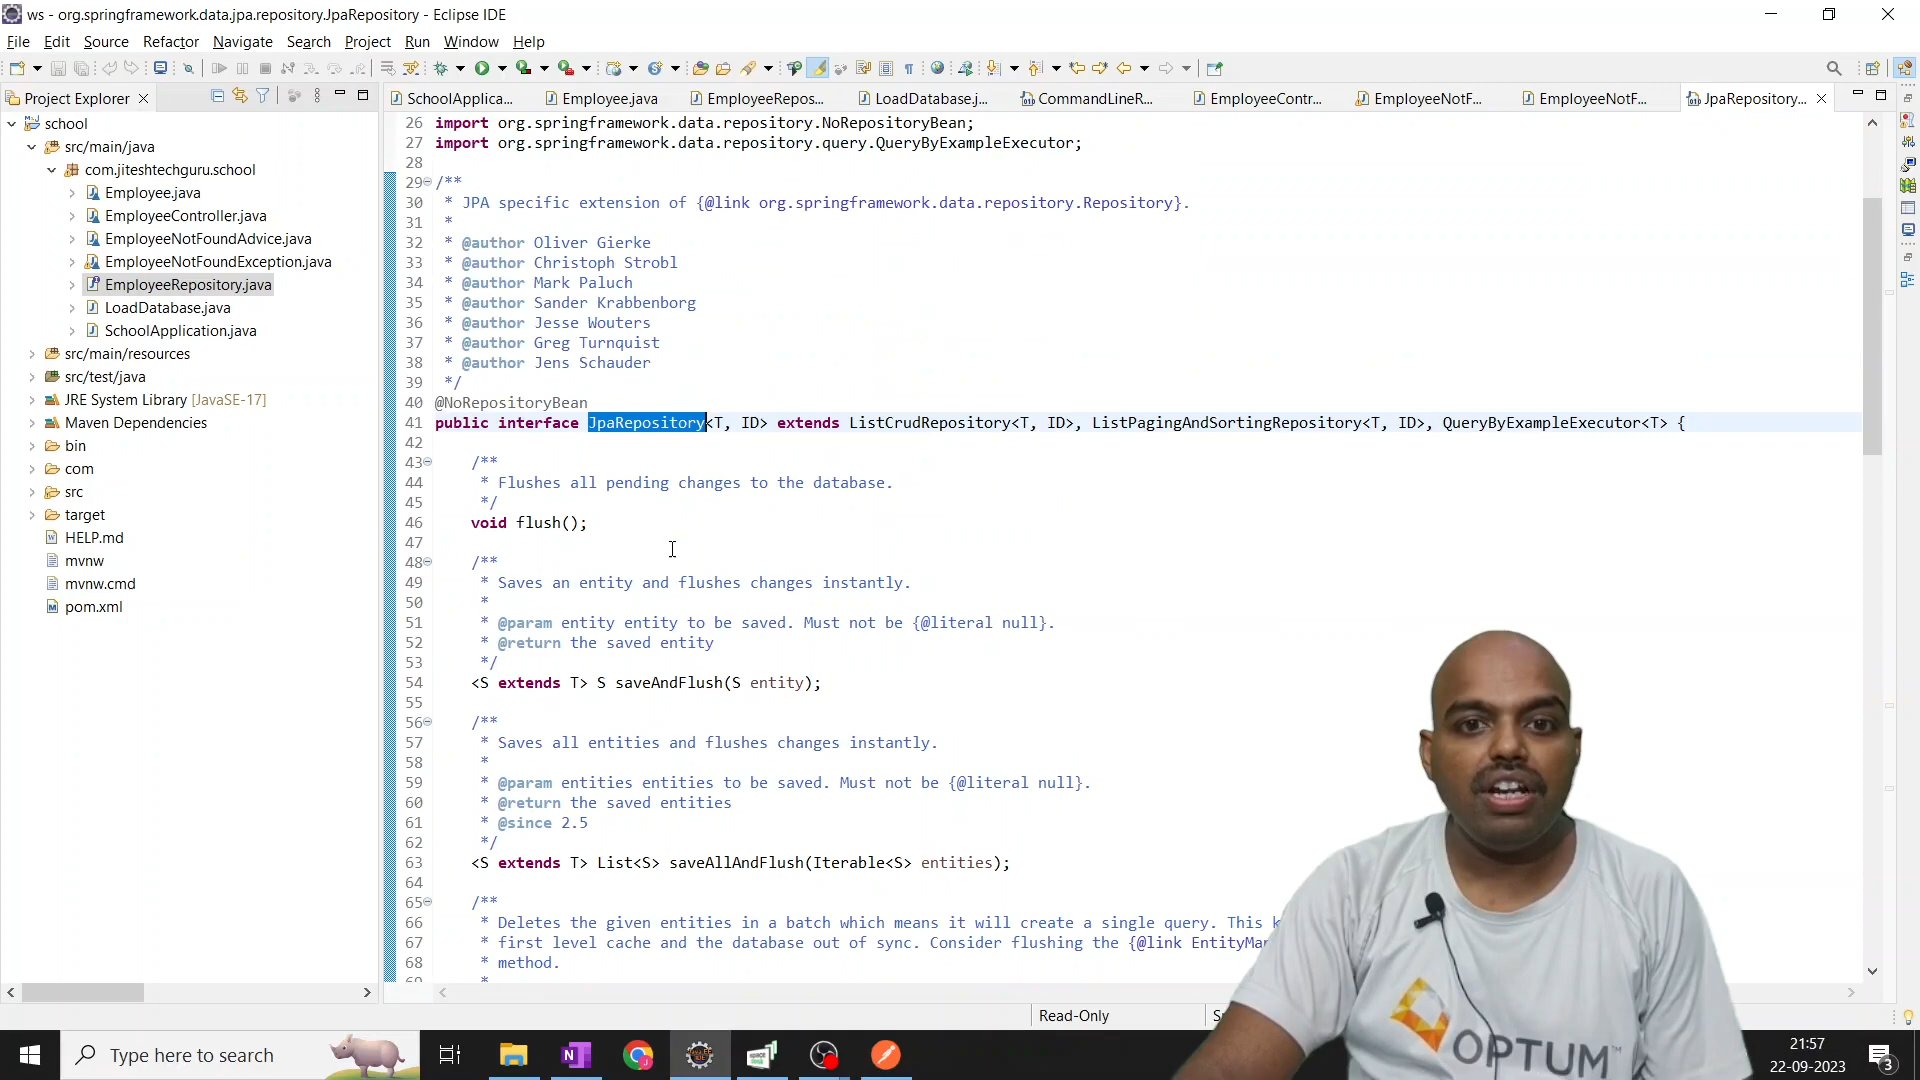 ws - org.springframework.data.jpa.repository.JpaRepository - Eclipse IDE
File Edit Source Refactor Navigate Search Project Run Window Help
Project Explorer
SchoolApplica... Employee.java EmployeeRepos... LoadDatabase.j... CommandLineR... EmployeeContr... EmployeeNotF... EmployeeNotF... JpaRepository...
school
src/main/java
com.jiteshtechguru.school
Employee.java
EmployeeController.java
EmployeeNotFoundAdvice.java
EmployeeNotFoundException.java
EmployeeRepository.java
LoadDatabase.java
SchoolApplication.java
src/main/resources
src/test/java
JRE System Library [JavaSE-17]
Maven Dependencies
bin
com
src
target
HELP.md
mvnw
mvnw.cmd
pom.xml
26 import org.springframework.data.repository.NoRepositoryBean;
27 import org.springframework.data.repository.query.QueryByExampleExecutor;
28
29 /**
30 * JPA specific extension of {@link org.springframework.data.repository.Repository}.
31 *
32 * @author Oliver Gierke
33 * @author Christoph Strobl
34 * @author Mark Paluch
35 * @author Sander Krabbenborg
36 * @author Jesse Wouters
37 * @author Greg Turnquist
38 * @author Jens Schauder
39 */
40 @NoRepositoryBean
41 public interface JpaRepository<T, ID> extends ListCrudRepository<T, ID>, ListPagingAndSortingRepository<T, ID>, QueryByExampleExecutor<T> {
42
43 /**
44 * Flushes all pending changes to the database.
45 */
46 void flush();
47
48 /**
49 * Saves an entity and flushes changes instantly.
50 *
51 * @param entity entity to be saved. Must not be {@literal null}.
52 * @return the saved entity
53 */
54 <S extends T> S saveAndFlush(S entity);
55
56 /**
57 * Saves all entities and flushes changes instantly.
58 *
59 * @param entities entities to be saved. Must not be {@literal null}.
60 * @return the saved entities
61 * @since 2.5
62 */
63 <S extends T> List<S> saveAllAndFlush(Iterable<S> entities);
64
65 /**
66 * Deletes the given entities in a batch which means it will create a single query. This k
67 * first level cache and the database out of sync. Consider flushing the {@link EntityMa
68 * method.
69 *
Read-Only
OPTUM™
Type here to search
21:57
22-09-2023
3